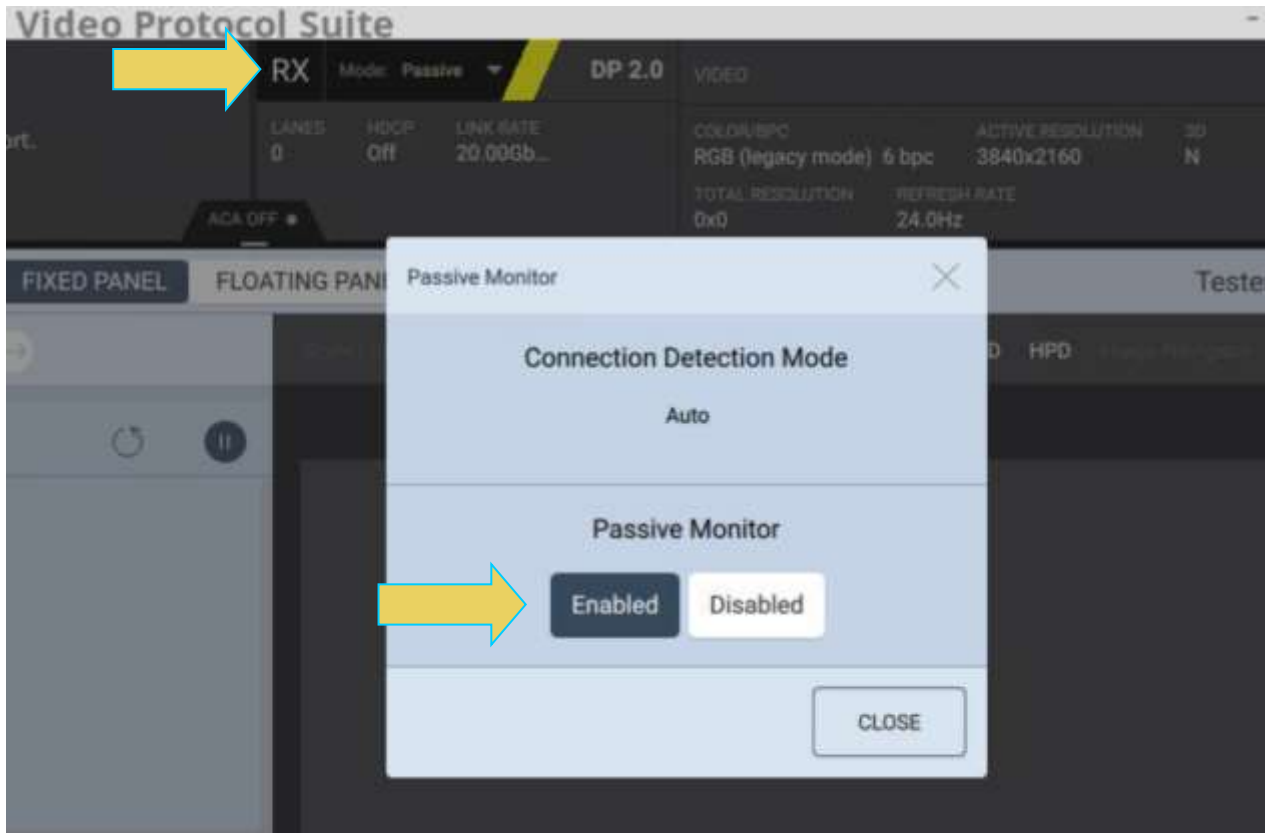 Video Protocol Suite
RX Mode: Passive DP 2.0 VIDEO
ort.
LANES HDCP LINK RATE COLOR/BPC ACTIVE RESOLUTION 3D
0 Off 20.00Gb... RGB (legacy mode) 6 bpc 3840x2160 N
TOTAL RESOLUTION REFRESH RATE
ACA OFF 0x0 24.0Hz
FIXED PANEL FLOATING PAN Passive Monitor Teste
Connection Detection Mode
D HPD
Auto
Passive Monitor
Enabled Disabled
CLOSE